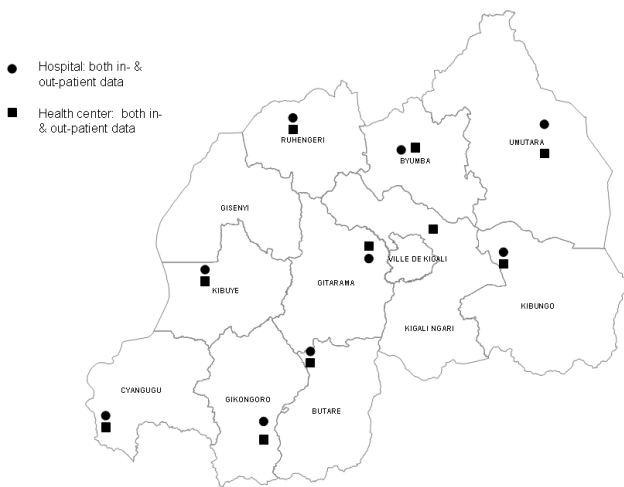 Hospital: both in- &
out-patient data
Health center:  both in-
& out-patient data
RUHENGERI
BYUMBA
UMUTARA
GISENYI
VILLE DE KIGALI
KIBUYE
GITARAMA
KIBUNGO
KIGALI NGARI
CYANGUGU
GIKONGORO
BUTARE